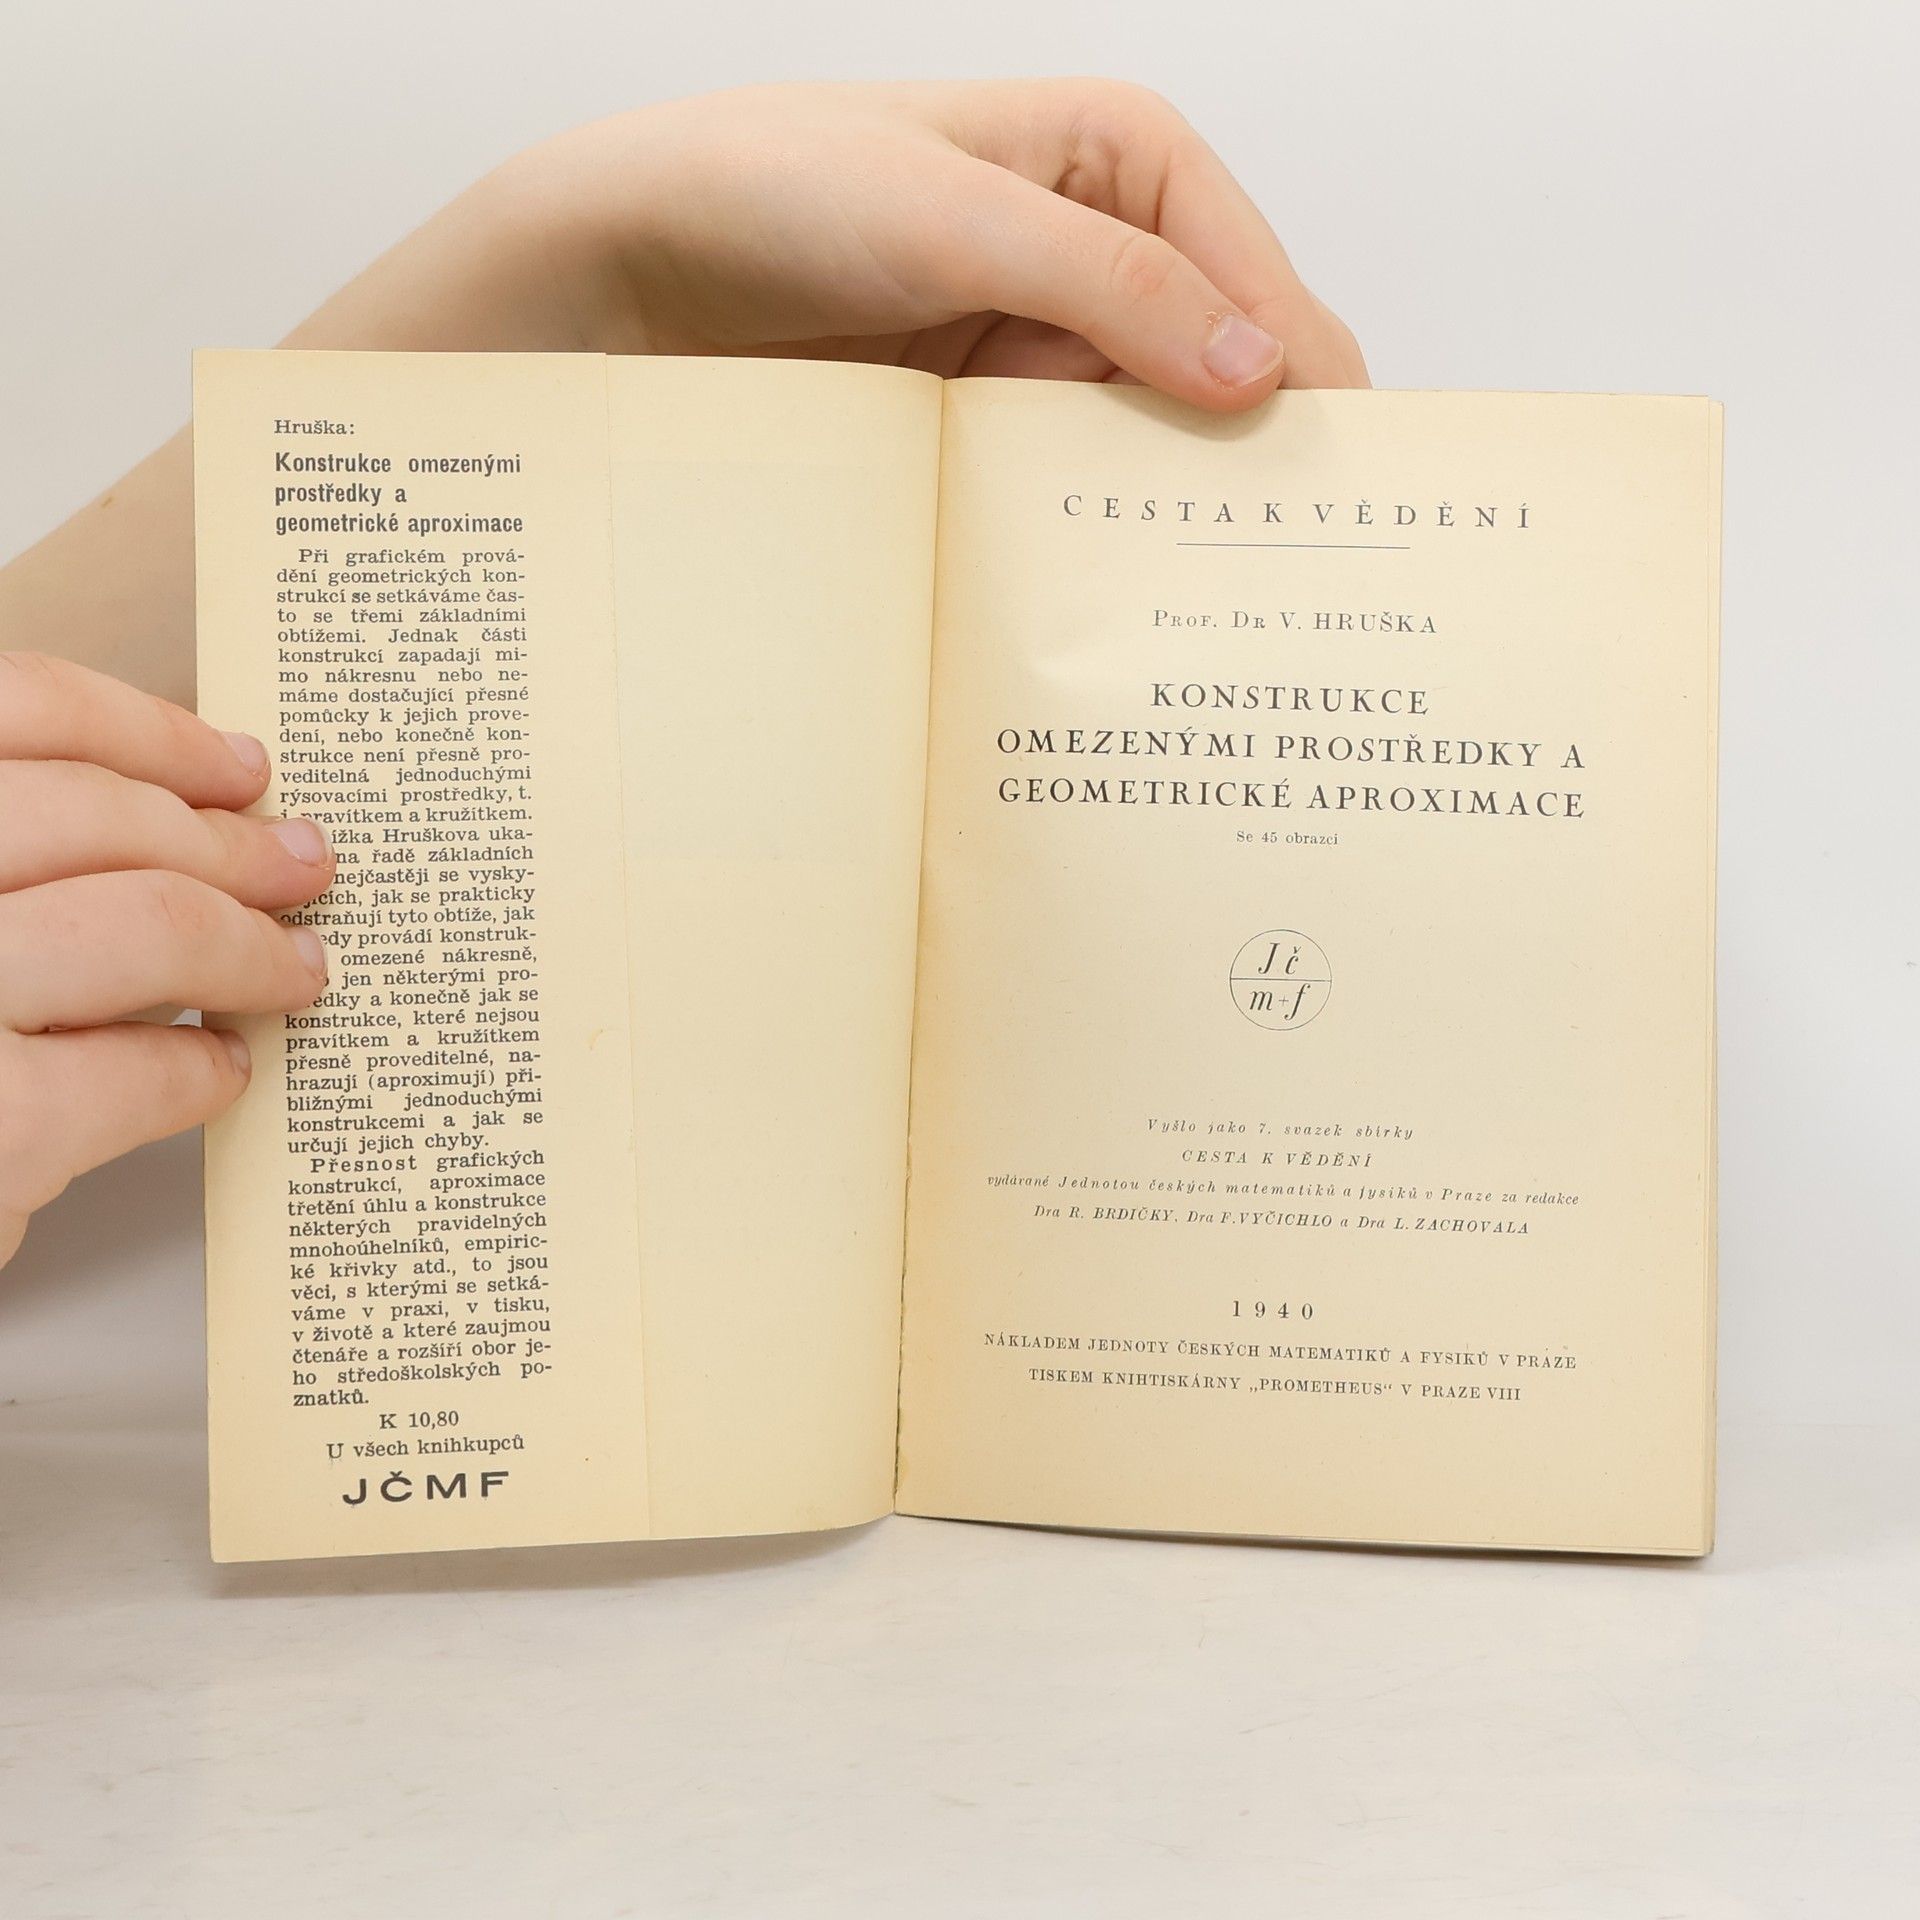 Hruška:
Konstrukce omezenými
prostředky a
geometrické aproximace
Při grafickém prová-
dění geometrických kon-
strukcí se setkáváme čas-
to se třemi základními
obtížemi. Jednak části
konstrukcí zapadají mi-
mo nákresnu nebo ne-
máme dostačující přesné
pomůcky k jejich prove-
dení, nebo konečně kon-
strukce není přesně pro-
veditelná jednoduchými
rýsovacími prostředky, t.
j. pravítkem a kružítkem.
Hruškova uka-
na řadě základních
nejčastěji se vysky-
jak se prakticky
odstraňují tyto obtíže, jak
provádí konstruk-
omezené nákresně,
jen některými pro-
a konečně jak se
konstrukce, které nejsou
pravítkem a kružítkem
přesně proveditelné, na-
hrazují (aproximují) při-
bližnými jednoduchými
konstrukcemi a jak se
určují jejich chyby.
Přesnost grafických
konstrukcí, aproximace
třetění úhlu a konstrukce
některých pravidelných
mnohoúhelníků, empiric-
ké křivky atd., to jsou
věci, s kterými se setká-
váme v praxi, v tisku,
v životě a které zaujmou
čtenáře a rozšíří obor je-
ho středoškolských po-
znatků.
K 10,80
U všech knihkupců
JČMF
CESTA K VĚDĚNÍ
PROF. DR V. HRUŠKA
KONSTRUKCE
OMEZENÝMI PROSTŘEDKY A
GEOMETRICKÉ APROXIMACE
Se 45 obrazci
J č
m+f
Vyšlo jako 7. svazek sbírky
CESTA K VĚDĚNÍ
vydávané Jednotou českých matematiků a fysiků v Praze za redakce
Dra R. BRDIČKY, Dra F. VYČICHLO a Dra L. ZACHOVALA
1940
NÁKLADEM JEDNOTY ČESKÝCH MATEMATIKŮ A FYSIKŮ V PRAZE
TISKEM KNIHTISKÁRNY „PROMETHEUS“ V PRAZE VIII